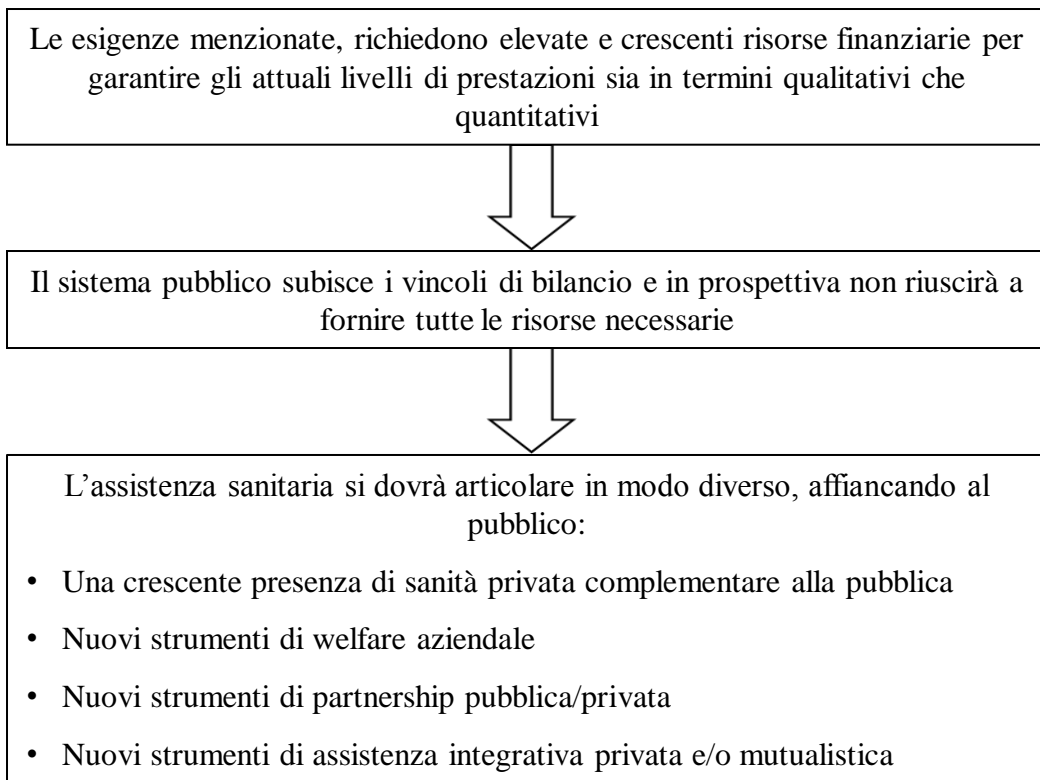 Le esigenze menzionate, richiedono elevate e crescenti risorse finanziarie per
garantire gli attuali livelli di prestazioni sia in termini qualitativi che
quantitativi
Il sistema pubblico subisce i vincoli di bilancio e in prospettiva non riuscirà a
fornire tutte le risorse necessarie
L’assistenza sanitaria si dovrà articolare in modo diverso, affiancando al
pubblico:
• Una crescente presenza di sanità privata complementare alla pubblica
• Nuovi strumenti di welfare aziendale
• Nuovi strumenti di partnership pubblica/privata
• Nuovi strumenti di assistenza integrativa privata e/o mutualistica